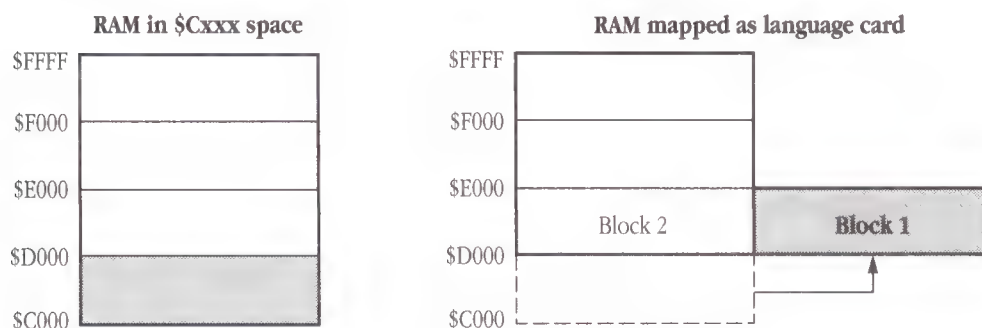 RAM in $Cxxx space
$FFFF
$F000
$E000
$D000
$C000
RAM mapped as language card
$FFFF
$F000
$E000
Block 2
Block 1
$D000
$C000